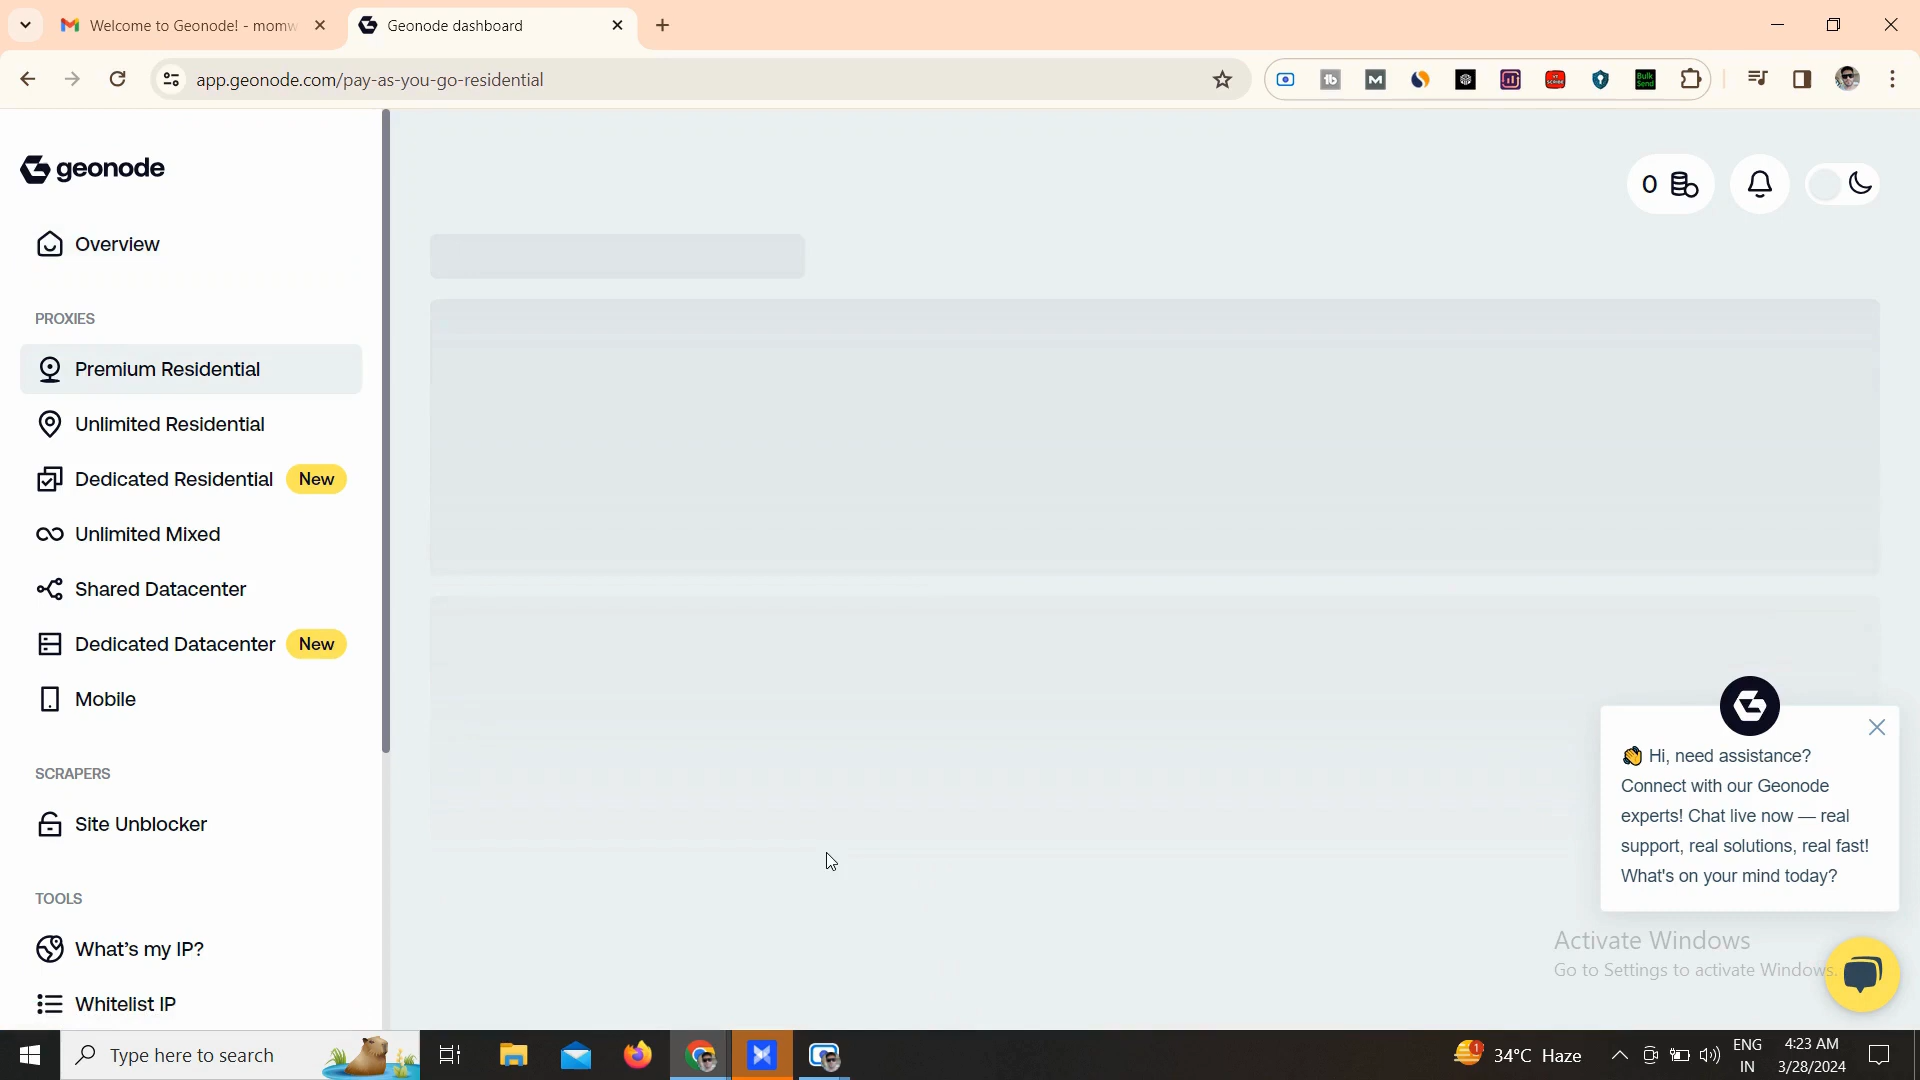 Welcome to Geonode! - momw
Geonode dashboard
app.geonode.com/pay-as-you-go-residential
geonode
0
Overview
PROXIES
Premium Residential
Unlimited Residential
Dedicated Residential New
Unlimited Mixed
Shared Datacenter
Dedicated Datacenter New
Mobile
SCRAPERS
Site Unblocker
TOOLS
What's my IP?
Whitelist IP
👋 Hi, need assistance?
Connect with our Geonode
experts! Chat live now — real
support, real solutions, real fast!
What's on your mind today?
Activate Windows
Go to Settings to activate Windows.
Type here to search
1
34°C Haze
ENG
IN
4:23 AM
3/28/2024